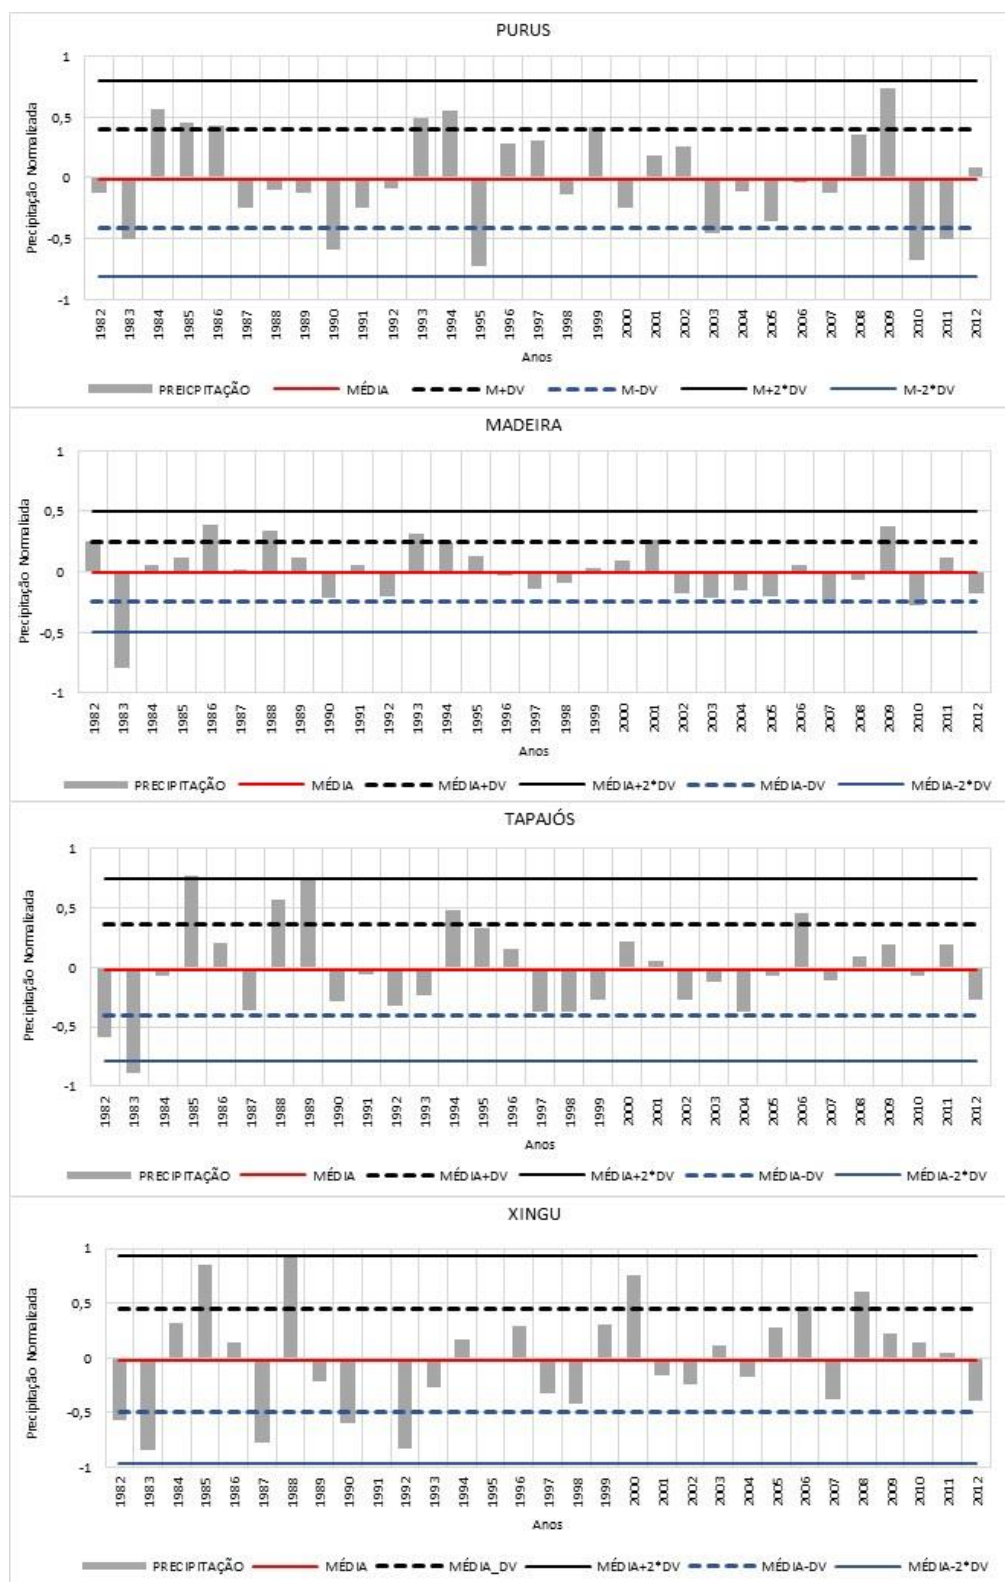 PURUS
Precipitação Normalizada
1
0,5
0
-0,5
-1
1982 1983 1984 1985 1986 1987 1988 1989 1990 1991 1992 1993 1994 1995 1996 1997 1998 1999 2000 2001 2002 2003 2004 2005 2006 2007 2008 2009 2010 2011 2012
Anos
PREICPITAÇÃO MÉDIA M+DV M-DV M+2*DV M-2*DV
MADEIRA
Precipitação Normaliada
1
0,5
0
-0,5
-1
1982 1983 1984 1985 1986 1987 1988 1989 1990 1991 1992 1993 1994 1995 1996 1997 1998 1999 2000 2001 2002 2003 2004 2005 2006 2007 2008 2009 2010 2011 2012
Anos
PRECIPITAÇÃO MÉDIA MÉDIA+DV MÉDIA+2*DV MÉDIA-DV MÉDIA-2*DV
TAPAJÓS
Precipitação Normalizada
1
0,5
0
-0,5
-1
1982 1983 1984 1985 1986 1987 1988 1989 1990 1991 1992 1993 1994 1995 1996 1997 1998 1999 2000 2001 2002 2003 2004 2005 2006 2007 2008 2009 2010 2011 2012
Anos
PRECIPITAÇÃO MÉDIA MÉDIA+DV MÉDIA+2*DV MÉDIA-DV MÉDIA-2*DV
XINGU
Precipitação Normalizada
1
0,5
0
-0,5
-1
1982 1983 1984 1985 1986 1987 1988 1989 1990 1991 1992 1993 1994 1995 1996 1997 1998 1999 2000 2001 2002 2003 2004 2005 2006 2007 2008 2009 2010 2011 2012
Anos
PRECIPITAÇÃO MÉDIA MÉDIA_DV MÉDIA+2*DV MÉDIA-DV MÉDIA-2*DV